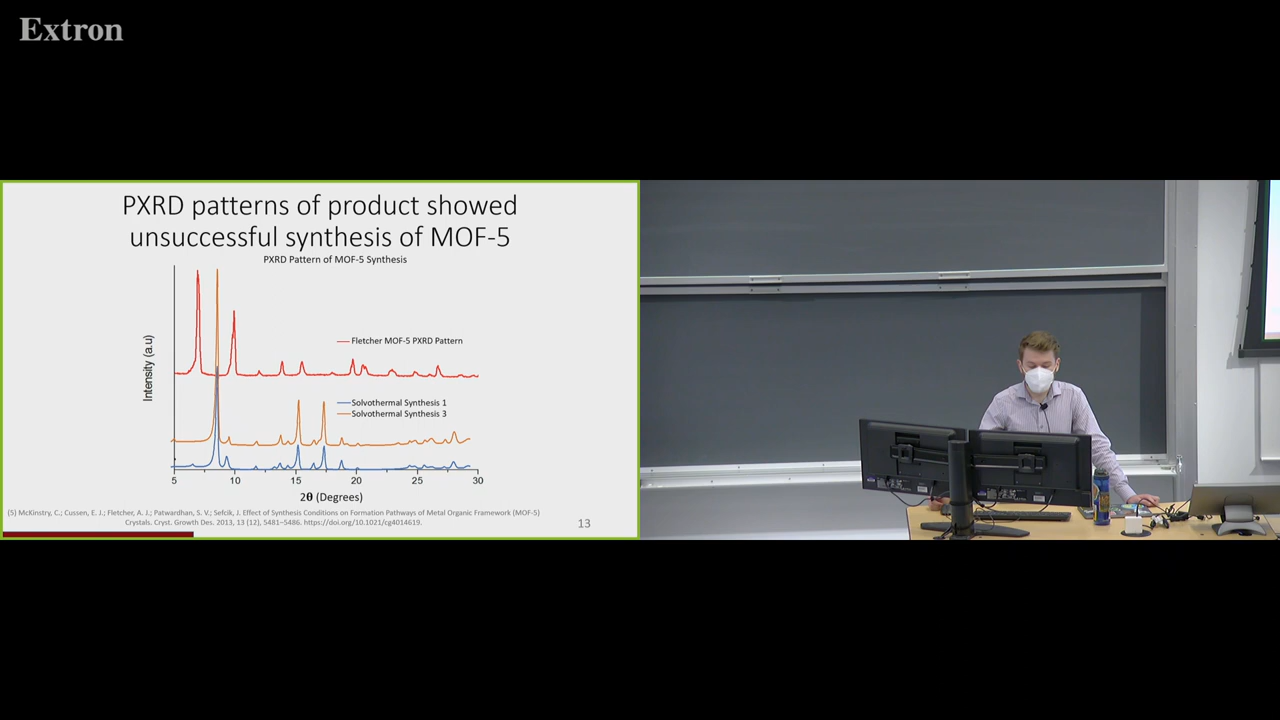 Extron
PXRD patterns of product showed
unsuccessful synthesis of MOF-5
PXRD Pattern of MOF-5 Synthesis
Intensity (a.u)
Fletcher MOF-5 PXRD Pattern
Solvothermal Synthesis 1
Solvothermal Synthesis 3
5 10 15 20 25 30
2θ (Degrees)
(5) McKinstry, C.; Cussen, E. J.; Fletcher, A. J.; Patwardhan, S. V.; Sefcik, J. Effect of Synthesis Conditions on Formation Pathways of Metal Organic Framework (MOF-5)
Crystals. Cryst. Growth Des. 2013, 13 (12), 5481–5486. https://doi.org/10.1021/cg4014619.
13